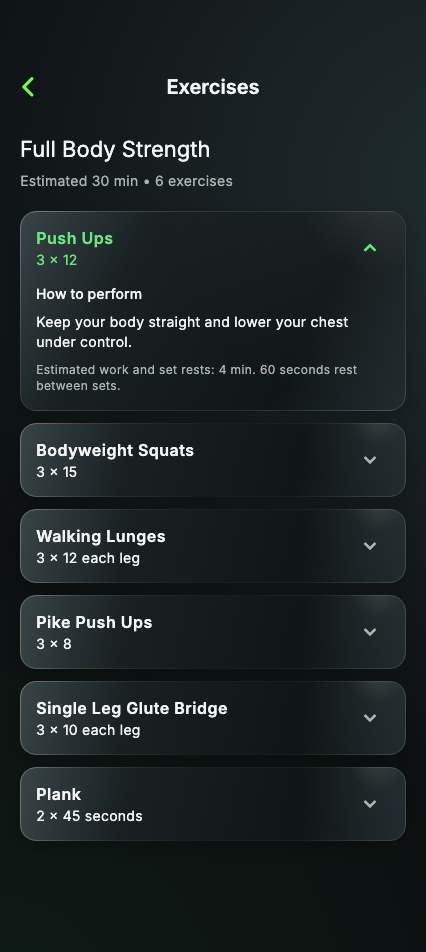 Exercises
Full Body Strength
Estimated 30 min • 6 exercises
Push Ups
3 × 12
How to perform
Keep your body straight and lower your chest
under control.
Estimated work and set rests: 4 min. 60 seconds rest
between sets.
Bodyweight Squats
3 × 15
Walking Lunges
3 × 12 each leg
Pike Push Ups
3 × 8
Single Leg Glute Bridge
3 × 10 each leg
Plank
2 × 45 seconds